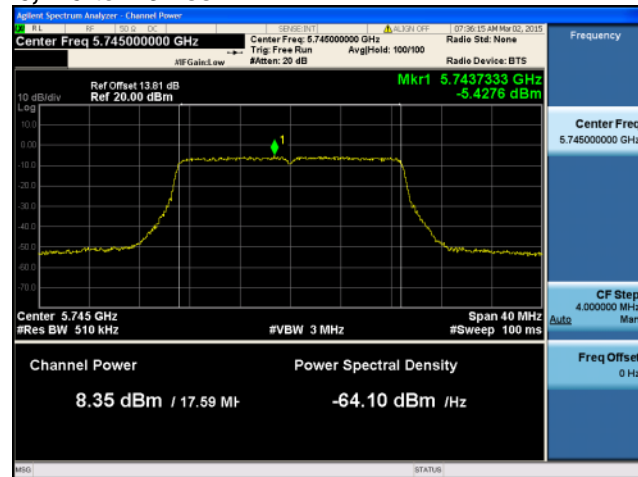 Agilent Spectrum Analyzer - Channel Power
RL RF 50 Ω DC SENSE:INT ALIGN OFF 07:36:15 AM Mar 02, 2015
Center Freq 5.745000000 GHz
Center Freq: 5.745000000 GHz
Radio Std: None
Trig: Free Run Avg|Hold: 100/100
#IFGain:Low #Atten: 20 dB Radio Device: BTS
Frequency
Ref Offset 13.81 dB
Mkr1 5.7437333 GHz
10 dB/div Ref 20.00 dBm -5.4276 dBm
Log
10.0
0.00
1
-10.0
-20.0
-30.0
-40.0
-50.0
-60.0
-70.0
Center 5.745 GHz Span 40 MHz
#Res BW 510 kHz #VBW 3 MHz #Sweep 100 ms
Channel Power Power Spectral Density
8.35 dBm / 17.59 MH -64.10 dBm /Hz
Center Freq
5.745000000 GHz
CF Step
4.000000 MHz
Auto Man
Freq Offset
0 Hz
MSG STATUS